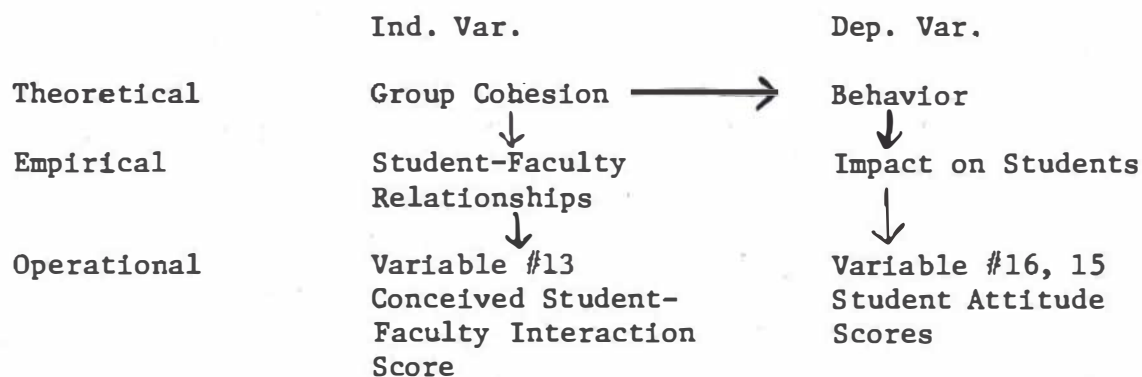 Ind. Var. Dep. Var.
Theoretical Group Cohesion Behavior
Empirical Student-Faculty Impact on Students
Relationships
Operational Variable #13 Variable #16, 15
Conceived Student- Student Attitude
Faculty Interaction Scores
Score